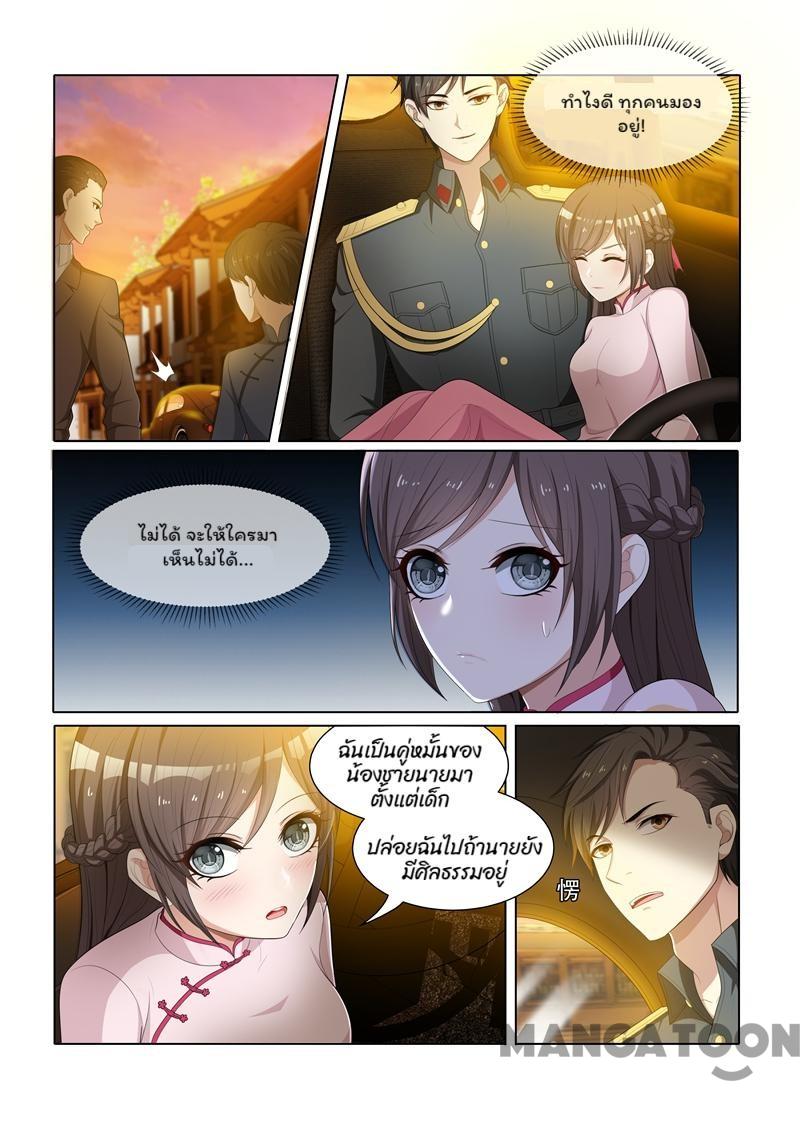 ทำไงดี ทุกคนมอง
อยู่!
ไม่ได้ จะให้ใครมา
เห็นไม่ได้...
ฉันเป็นคู่หมั้นของ
น้องชายนายมา
ตั้งแต่เด็ก
ปล่อยฉันไปถ้านายยัง
มีศีลธรรมอยู่
愣
MANGATOON